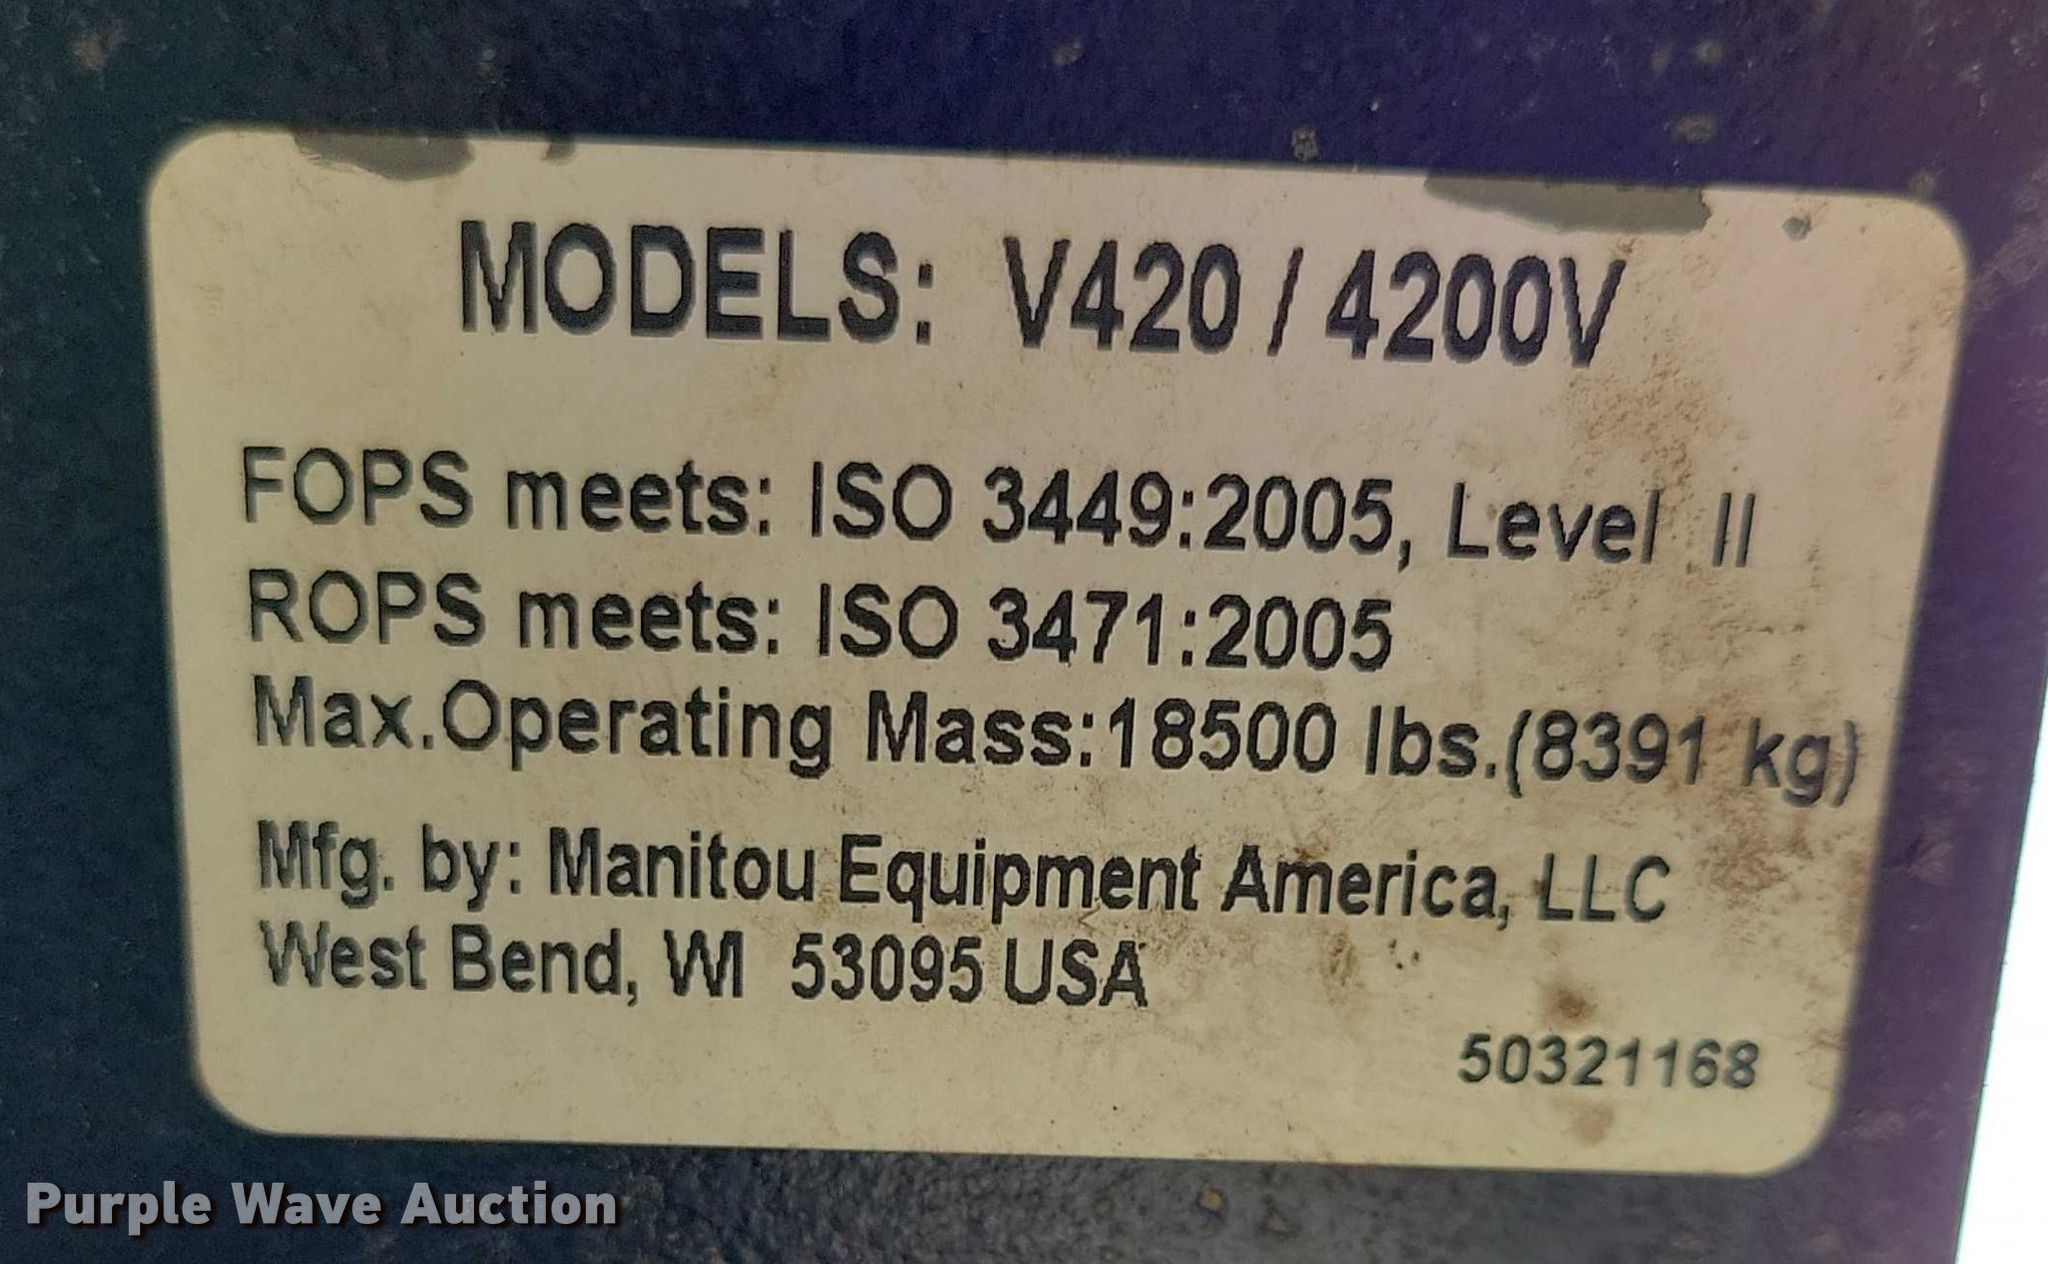 MODELS: V420 / 4200V
FOPS meets: ISO 3449:2005, Level II
ROPS meets: ISO 3471:2005
Max.Operating Mass:18500 lbs.(8391 kg)
Mfg. by: Manitou Equipment America, LLC
West Bend, WI 53095 USA
50321168
Purple Wave Auction